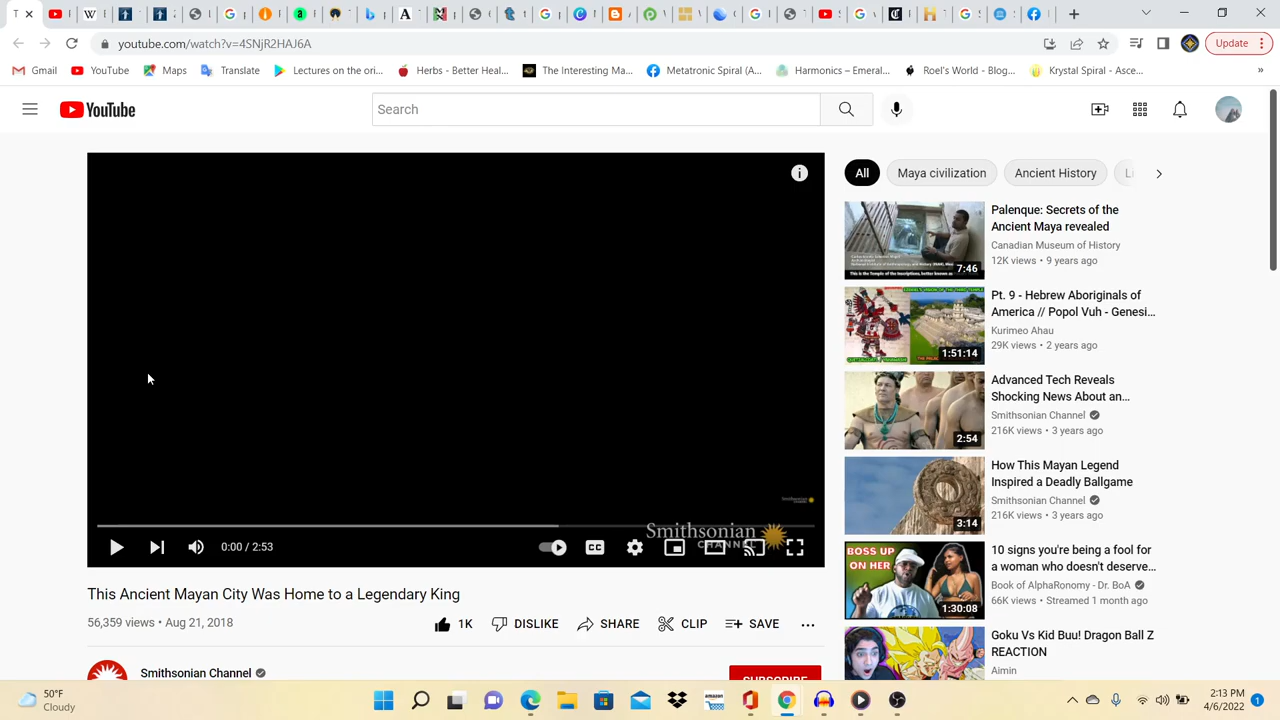 youtube.com/watch?v=4SNjR2HAJ6A
Update
Gmail
YouTube
Maps
Translate
Lectures on the ori...
Herbs - Better Heal...
The Interesting Ma...
Metatronic Spiral (A...
Harmonics – Emeral...
Roel's World - Blog...
Krystal Spiral - Asce...
»
YouTube
Search
All
Maya civilization
Ancient History
Palenque: Secrets of the
Ancient Maya revealed
Canadian Museum of History
12K views • 9 years ago
7:46
Pt. 9 - Hebrew Aboriginals of
America // Popol Vuh - Genesi...
Kurimeo Ahau
29K views • 2 years ago
1:51:14
Advanced Tech Reveals
Shocking News About an...
Smithsonian Channel
216K views • 3 years ago
2:54
How This Mayan Legend
Inspired a Deadly Ballgame
Smithsonian Channel
216K views • 3 years ago
3:14
BOSS UP
ON HER
10 signs you're being a fool for
a woman who doesn't deserve...
Book of AlphaRonomy - Dr. BoA
66K views • Streamed 1 month ago
1:30:08
Goku Vs Kid Buu! Dragon Ball Z
REACTION
Aimin
Smithsonian
CHANNEL
0:00 / 2:53
CC
This Ancient Mayan City Was Home to a Legendary King
56,359 views • Aug 21, 2018
1K
DISLIKE
SHARE
CLIP
SAVE
Smithsonian Channel
SUBSCRIBE
50°F
Cloudy
amazon
2:13 PM
4/6/2022
1